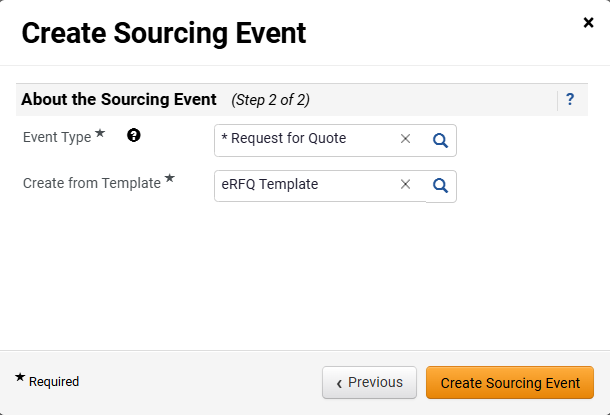 Create Sourcing Event ×
About the Sourcing Event (Step 2 of 2) ?
Event Type ★ ? * Request for Quote ×
Create from Template ★ eRFQ Template ×
★ Required ‹ Previous Create Sourcing Event